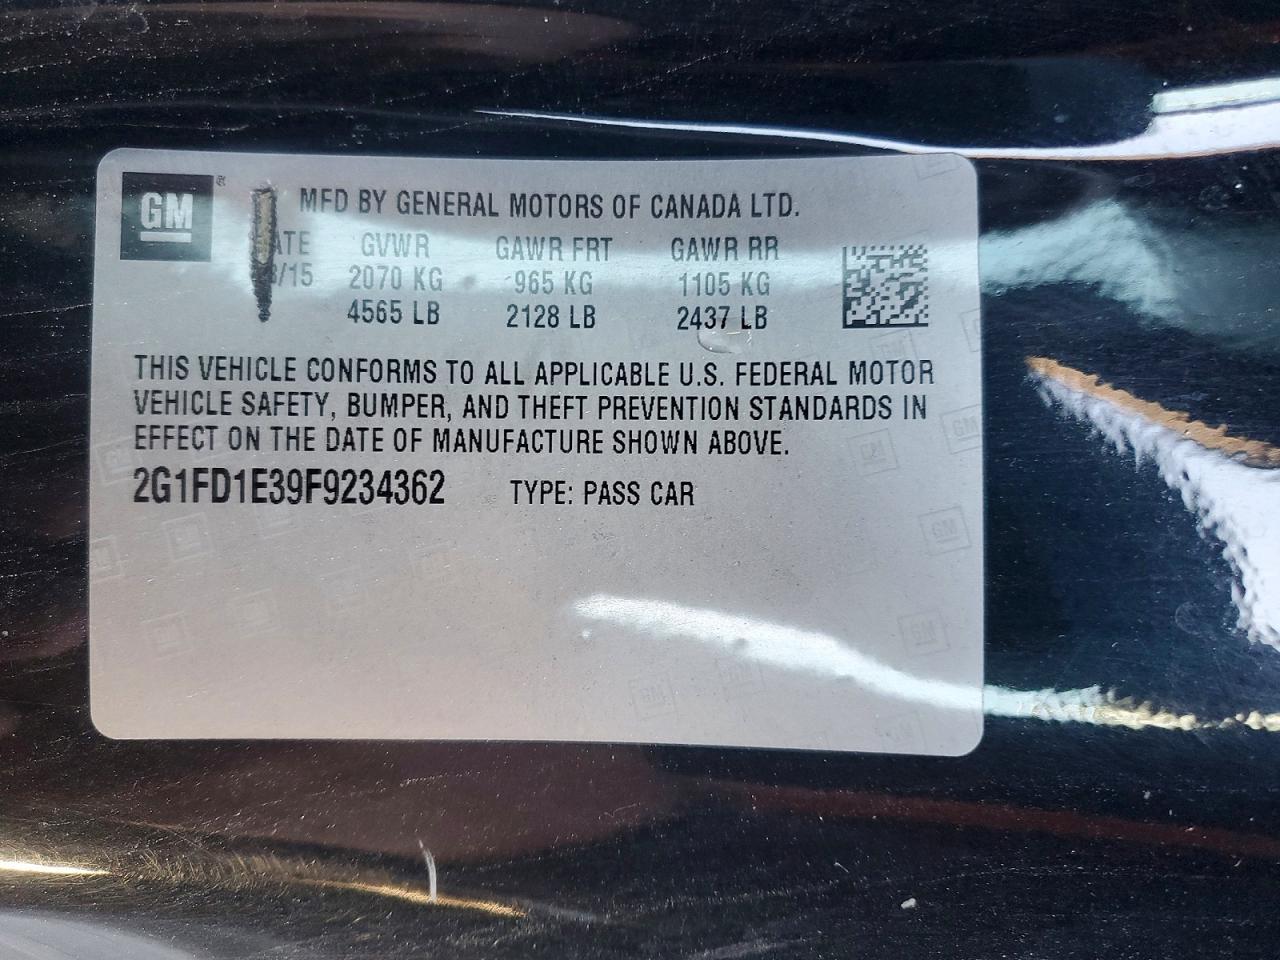 GM MFD BY GENERAL MOTORS OF CANADA LTD.
GVWR GAWR FRT GAWR RR
/15 2070 KG 965 KG 1105 KG
4565 LB 2128 LB 2437 LB
THIS VEHICLE CONFORMS TO ALL APPLICABLE U.S. FEDERAL MOTOR
VEHICLE SAFETY, BUMPER, AND THEFT PREVENTION STANDARDS IN
EFFECT ON THE DATE OF MANUFACTURE SHOWN ABOVE.
2G1FD1E39F9234362 TYPE: PASS CAR